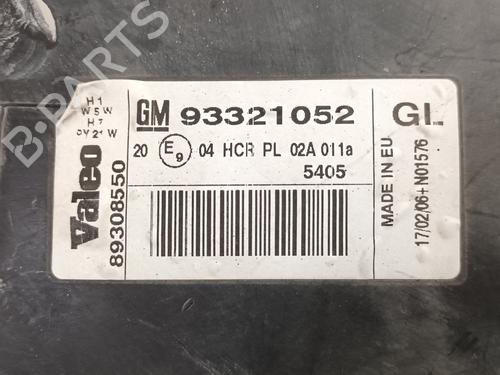 H1
W5W
H7
PY21W
Valeo
89308550
GM 93321052 GL
20 E9 04 HCR PL 02A 011a
5405
MADE IN EU
17/02/06+N01576
B-PARTS